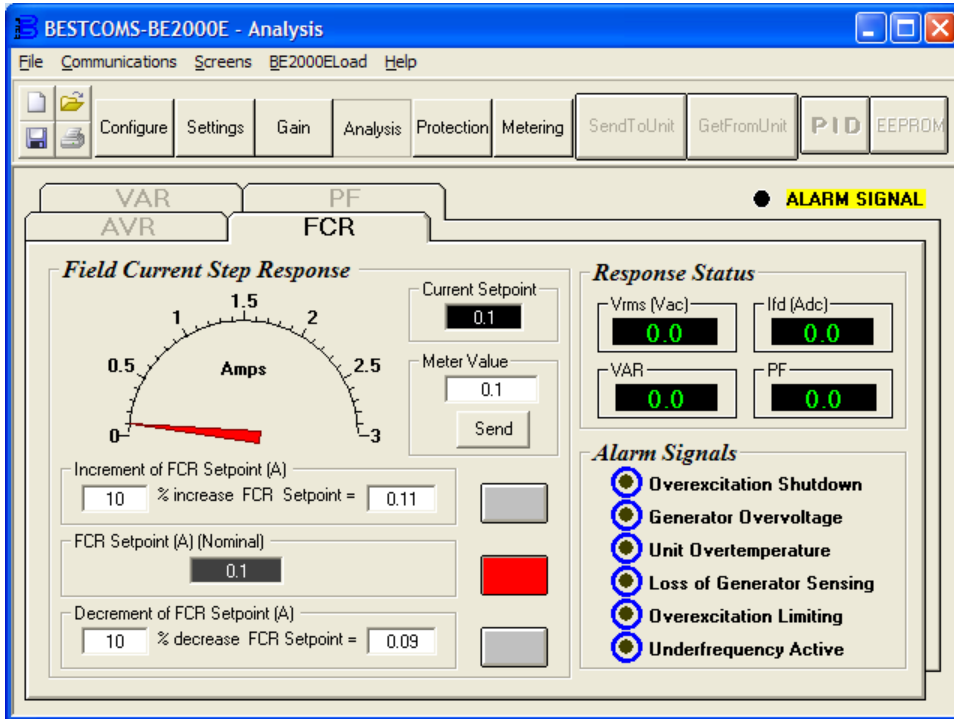 BESTCOMS-BE2000E - Analysis
File Communications Screens BE2000ELoad Help
Configure Settings Gain Analysis Protection Metering SendToUnit GetFromUnit PID EEPROM
VAR PF
ALARM SIGNAL
AVR FCR
Field Current Step Response
0 0.5 1 1.5 2 2.5 3
Amps
Current Setpoint
0.1
Meter Value
0.1
Send
Increment of FCR Setpoint (A)
10 % increase FCR Setpoint = 0.11
FCR Setpoint (A) (Nominal)
0.1
Decrement of FCR Setpoint (A)
10 % decrease FCR Setpoint = 0.09
Response Status
Vrms (Vac) Ifd (Adc)
0.0 0.0
VAR PF
0.0 0.0
Alarm Signals
Overexcitation Shutdown
Generator Overvoltage
Unit Overtemperature
Loss of Generator Sensing
Overexcitation Limiting
Underfrequency Active